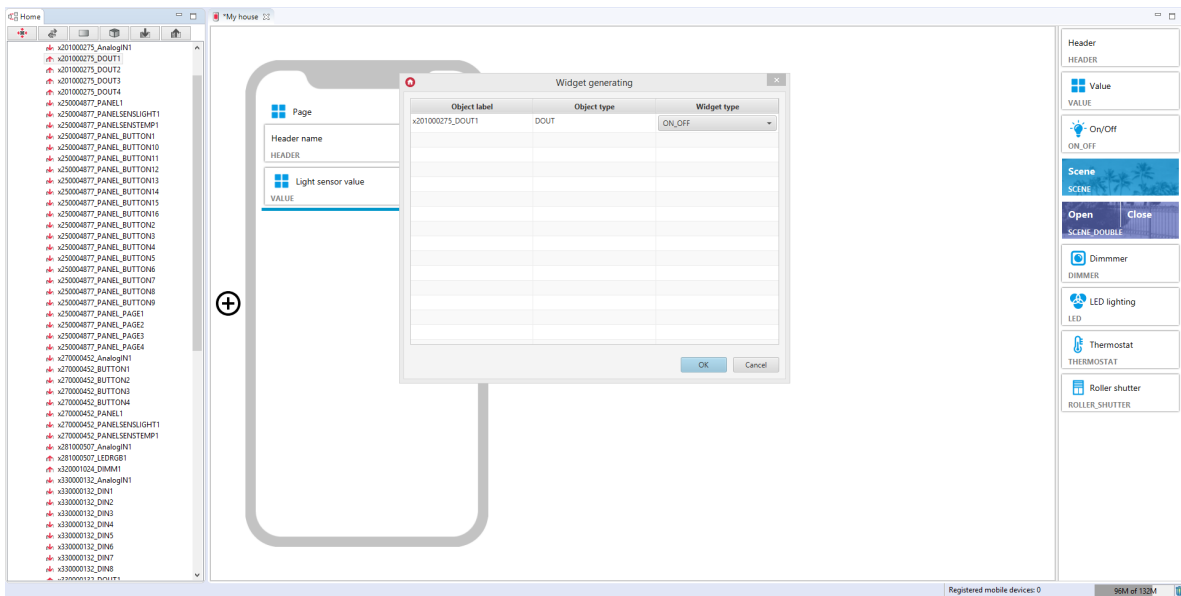 Home
*My house
x201000275_AnalogIN1
x201000275_DOUT1
x201000275_DOUT2
x201000275_DOUT3
x201000275_DOUT4
x250004877_PANEL1
x250004877_PANELSENSLIGHT1
x250004877_PANELSENSTEMP1
x250004877_PANEL_BUTTON1
x250004877_PANEL_BUTTON10
x250004877_PANEL_BUTTON11
x250004877_PANEL_BUTTON12
x250004877_PANEL_BUTTON13
x250004877_PANEL_BUTTON14
x250004877_PANEL_BUTTON15
x250004877_PANEL_BUTTON16
x250004877_PANEL_BUTTON2
x250004877_PANEL_BUTTON3
x250004877_PANEL_BUTTON4
x250004877_PANEL_BUTTON5
x250004877_PANEL_BUTTON6
x250004877_PANEL_BUTTON7
x250004877_PANEL_BUTTON8
x250004877_PANEL_BUTTON9
x250004877_PANEL_PAGE1
x250004877_PANEL_PAGE2
x250004877_PANEL_PAGE3
x250004877_PANEL_PAGE4
x270000452_AnalogIN1
x270000452_BUTTON1
x270000452_BUTTON2
x270000452_BUTTON3
x270000452_BUTTON4
x270000452_PANEL1
x270000452_PANELSENSLIGHT1
x270000452_PANELSENSTEMP1
x281000507_AnalogIN1
x281000507_LEDRGB1
x320001024_DIMM1
x330000132_AnalogIN1
x330000132_DIN1
x330000132_DIN2
x330000132_DIN3
x330000132_DIN4
x330000132_DIN5
x330000132_DIN6
x330000132_DIN7
x330000132_DIN8
x330000132_DOUT1
Page
Header name
HEADER
Light sensor value
VALUE
Widget generating
Object label Object type Widget type
x201000275_DOUT1 DOUT ON_OFF
OK Cancel
Header
HEADER
Value
VALUE
On/Off
ON_OFF
Scene
SCENE
Open Close
SCENE_DOUBLE
Dimmmer
DIMMER
LED lighting
LED
Thermostat
THERMOSTAT
Roller shutter
ROLLER_SHUTTER
Registered mobile devices: 0
96M of 132M